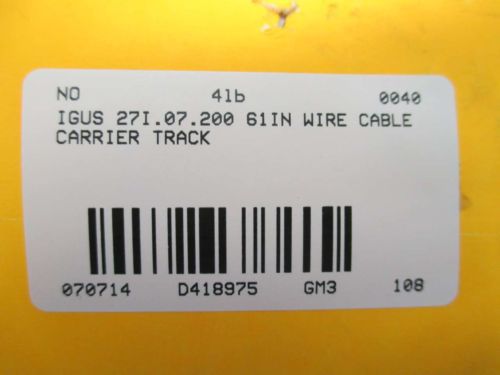 NO 41b 0040
IGUS 27I.07.200 61IN WIRE CABLE
CARRIER TRACK
070714 D418975 GM3 108